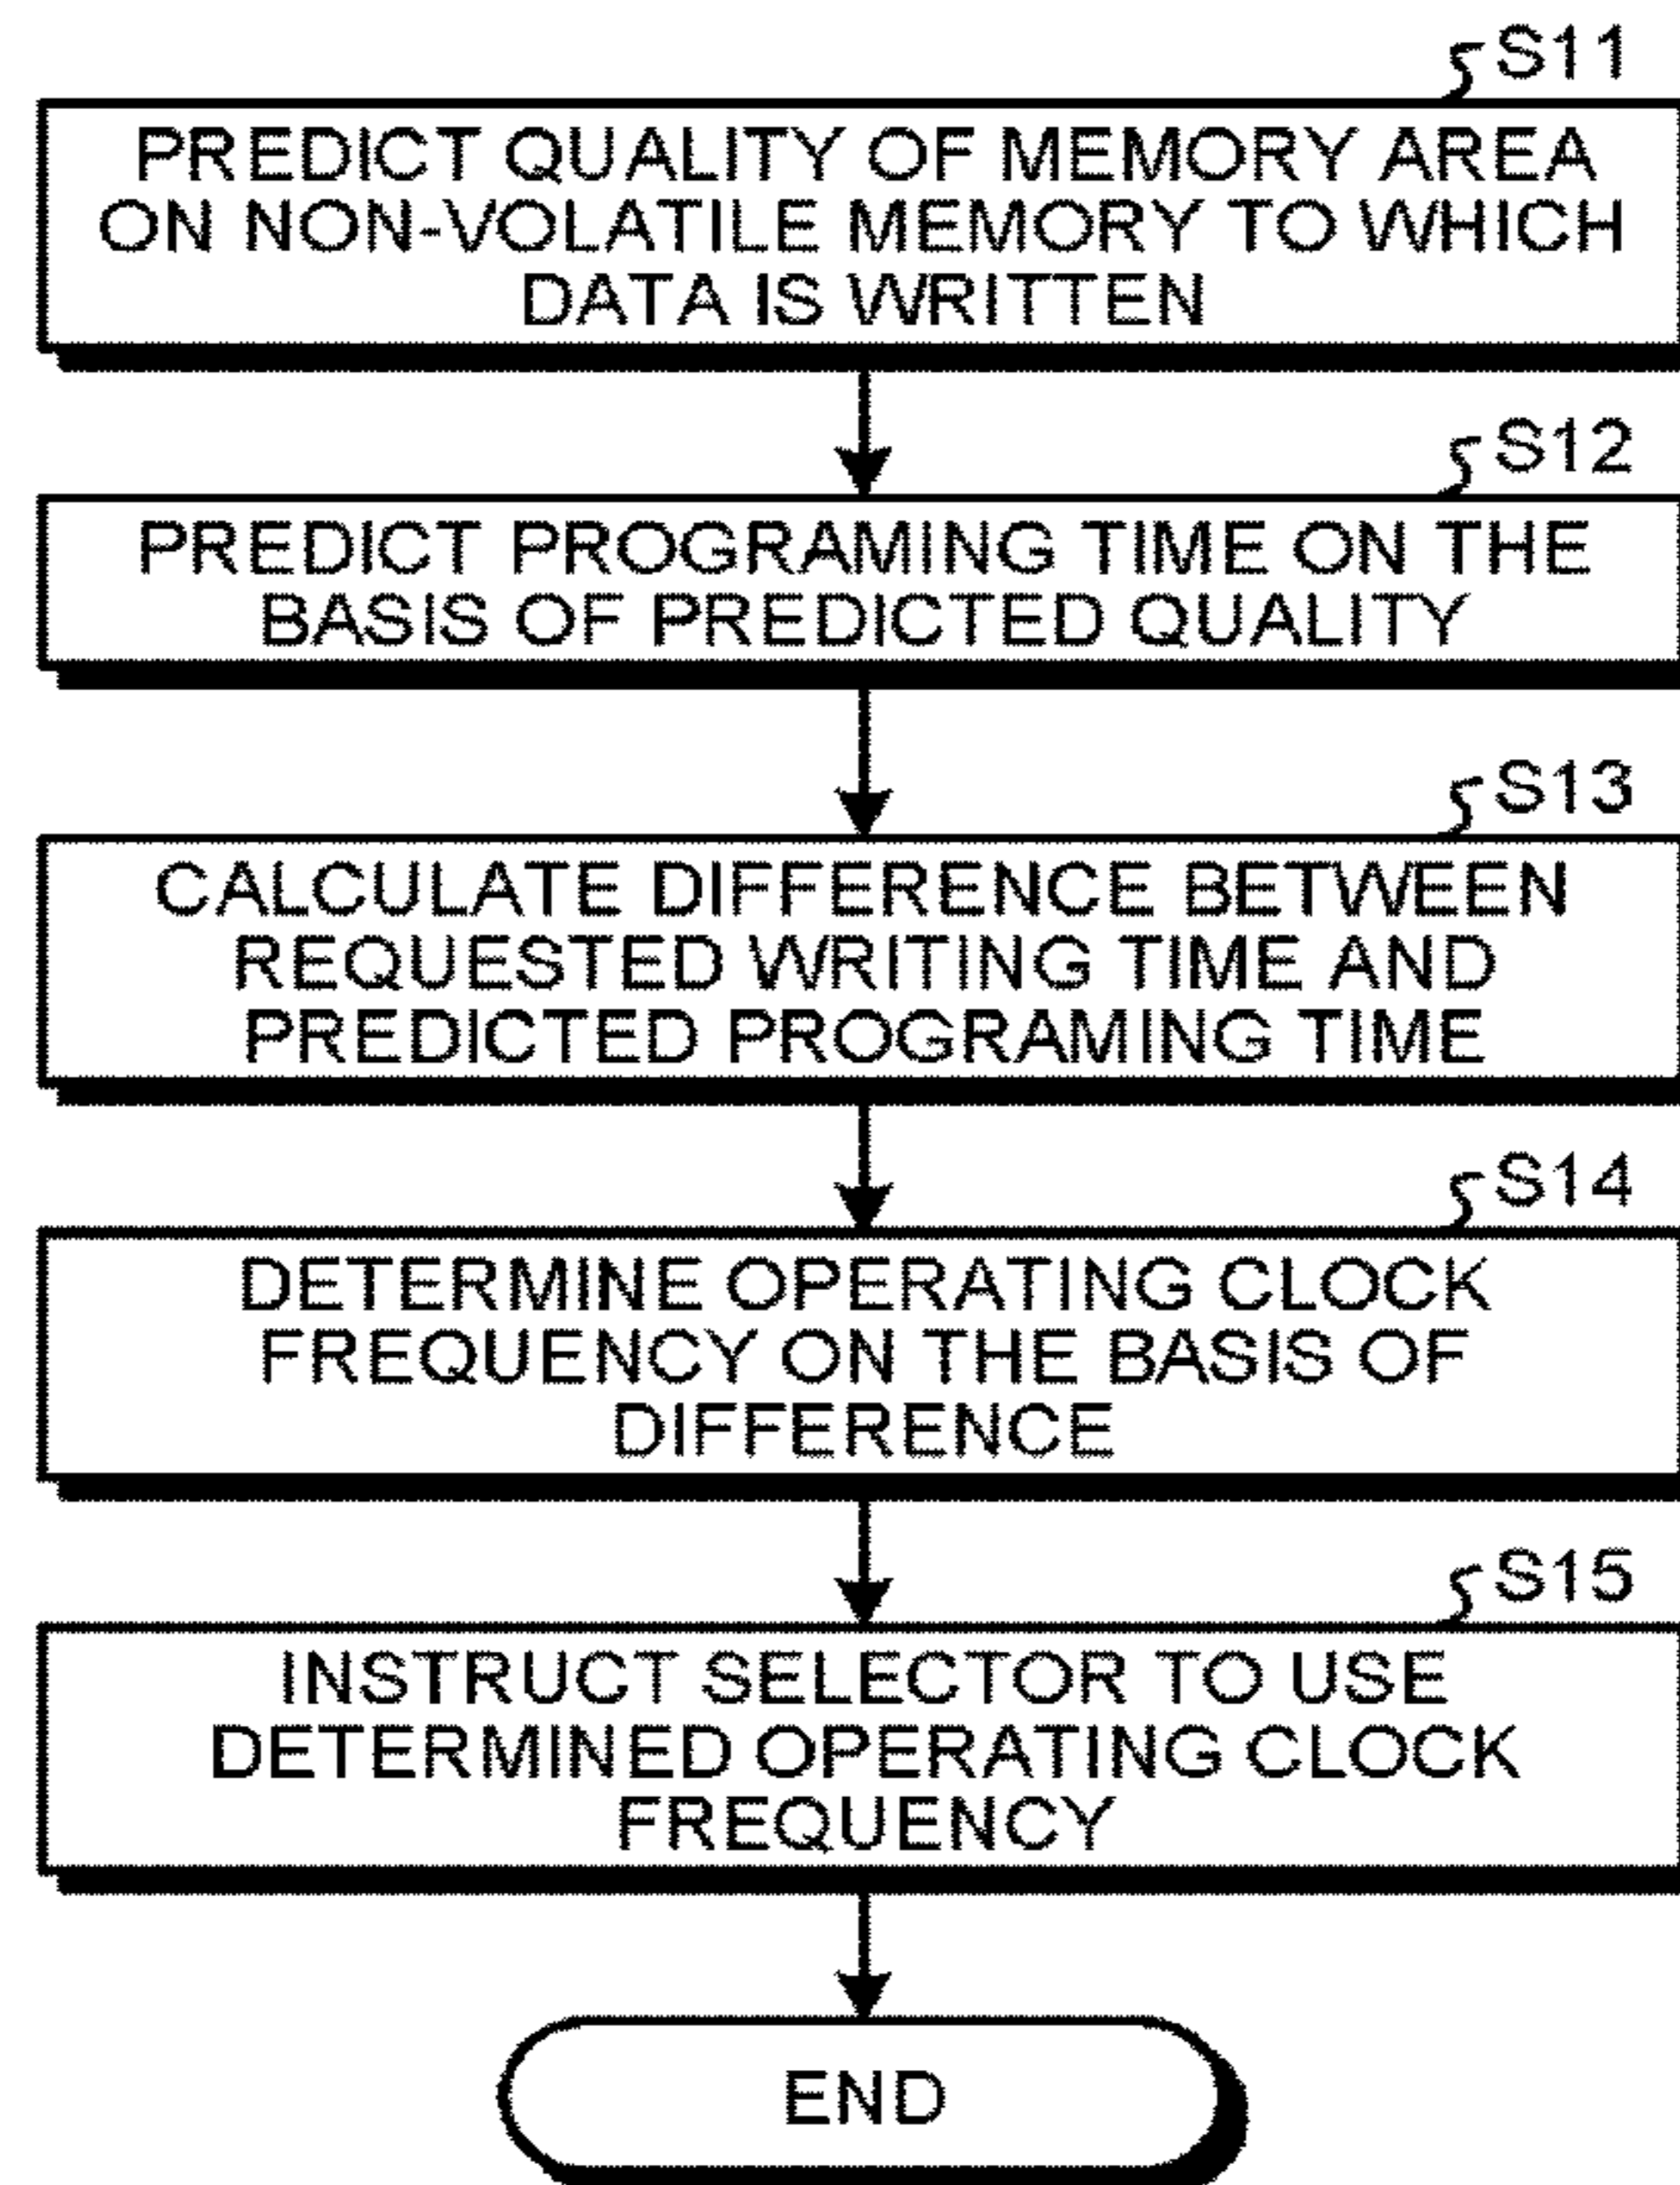 S11
PREDICT QUALITY OF MEMORY AREA
ON NON-VOLATILE MEMORY TO WHICH
DATA IS WRITTEN
S12
PREDICT PROGRAMING TIME ON THE
BASIS OF PREDICTED QUALITY
S13
CALCULATE DIFFERENCE BETWEEN
REQUESTED WRITING TIME AND
PREDICTED PROGRAMING TIME
S14
DETERMINE OPERATING CLOCK
FREQUENCY ON THE BASIS OF
DIFFERENCE
S15
INSTRUCT SELECTOR TO USE
DETERMINED OPERATING CLOCK
FREQUENCY
END